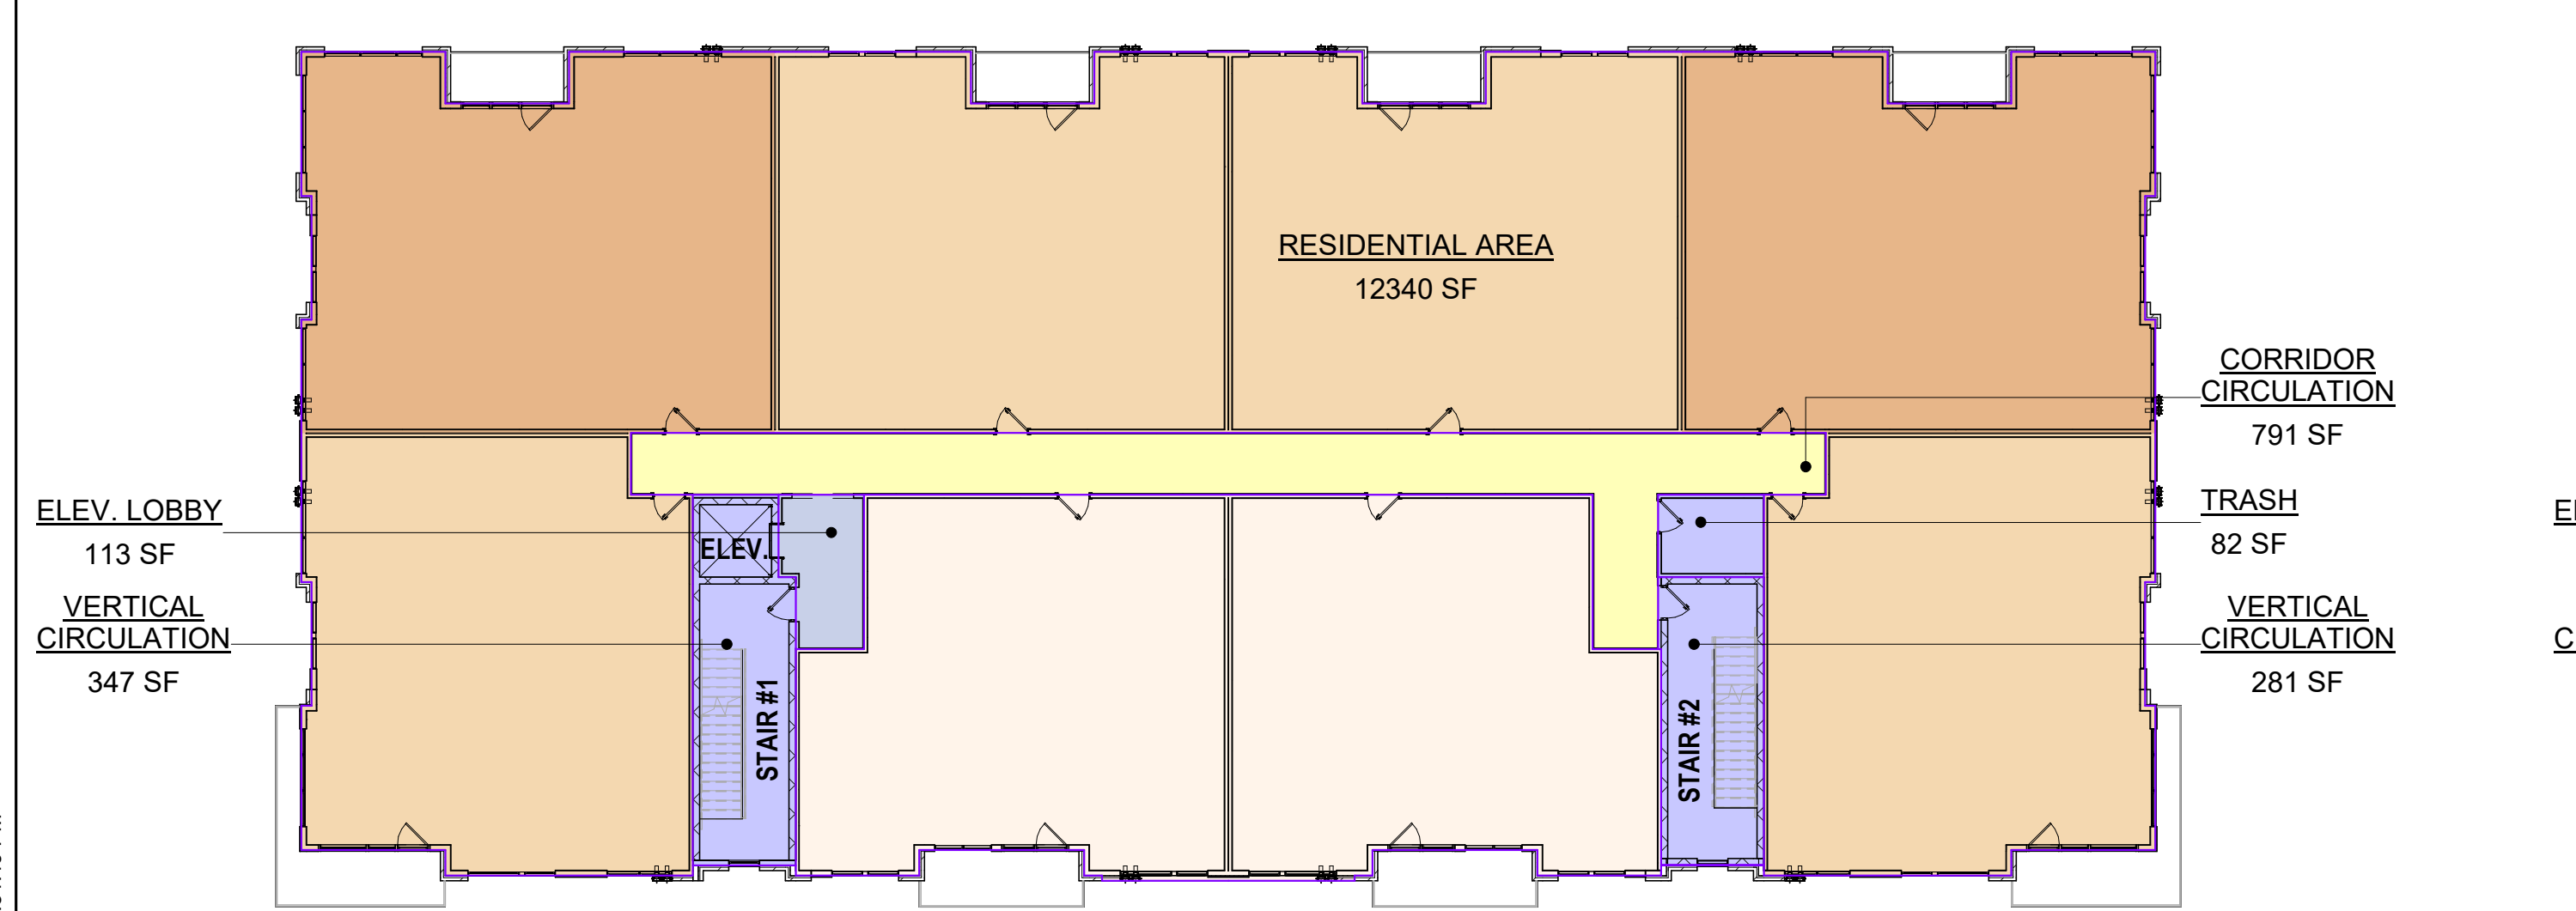 RESIDENTIAL AREA
12340 SF
CORRIDOR
CIRCULATION
791 SF
ELEV. LOBBY
113 SF
ELEV.
TRASH
82 SF
VERTICAL
CIRCULATION
347 SF
STAIR #1
STAIR #2
VERTICAL
CIRCULATION
281 SF